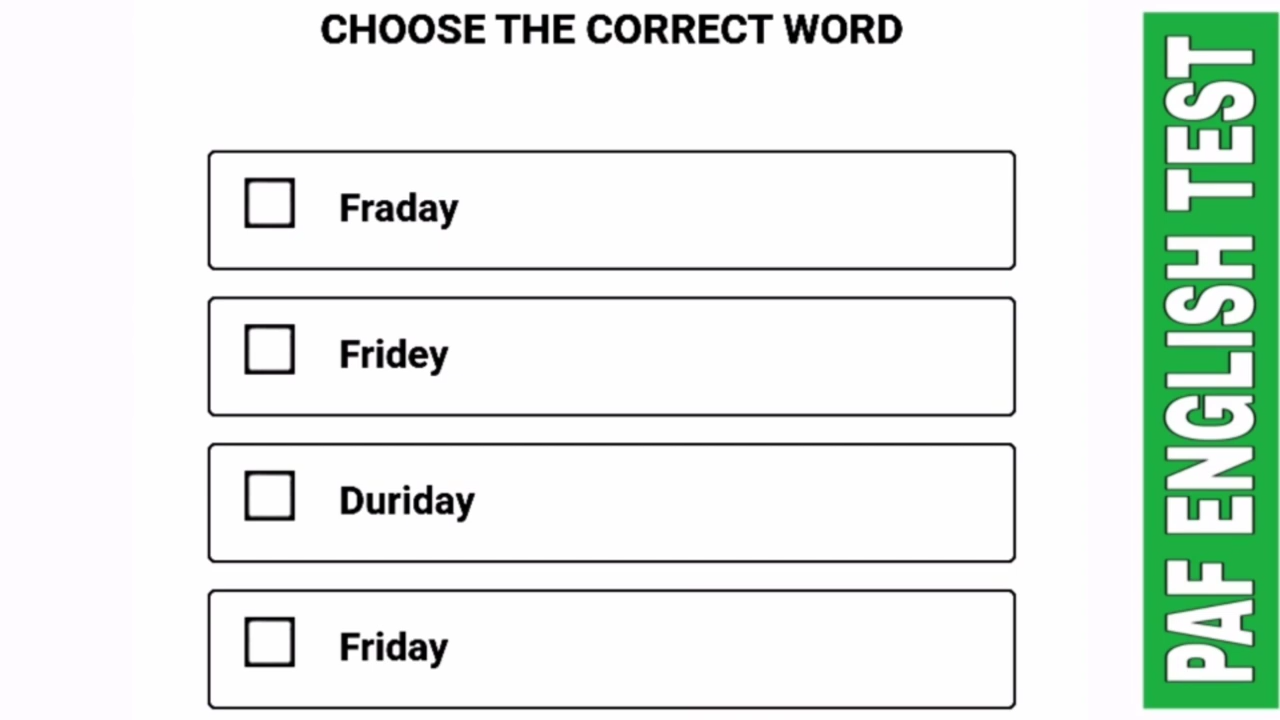 CHOOSE THE CORRECT WORD
Fraday
Fridey
Duriday
Friday
PAF ENGLISH TEST